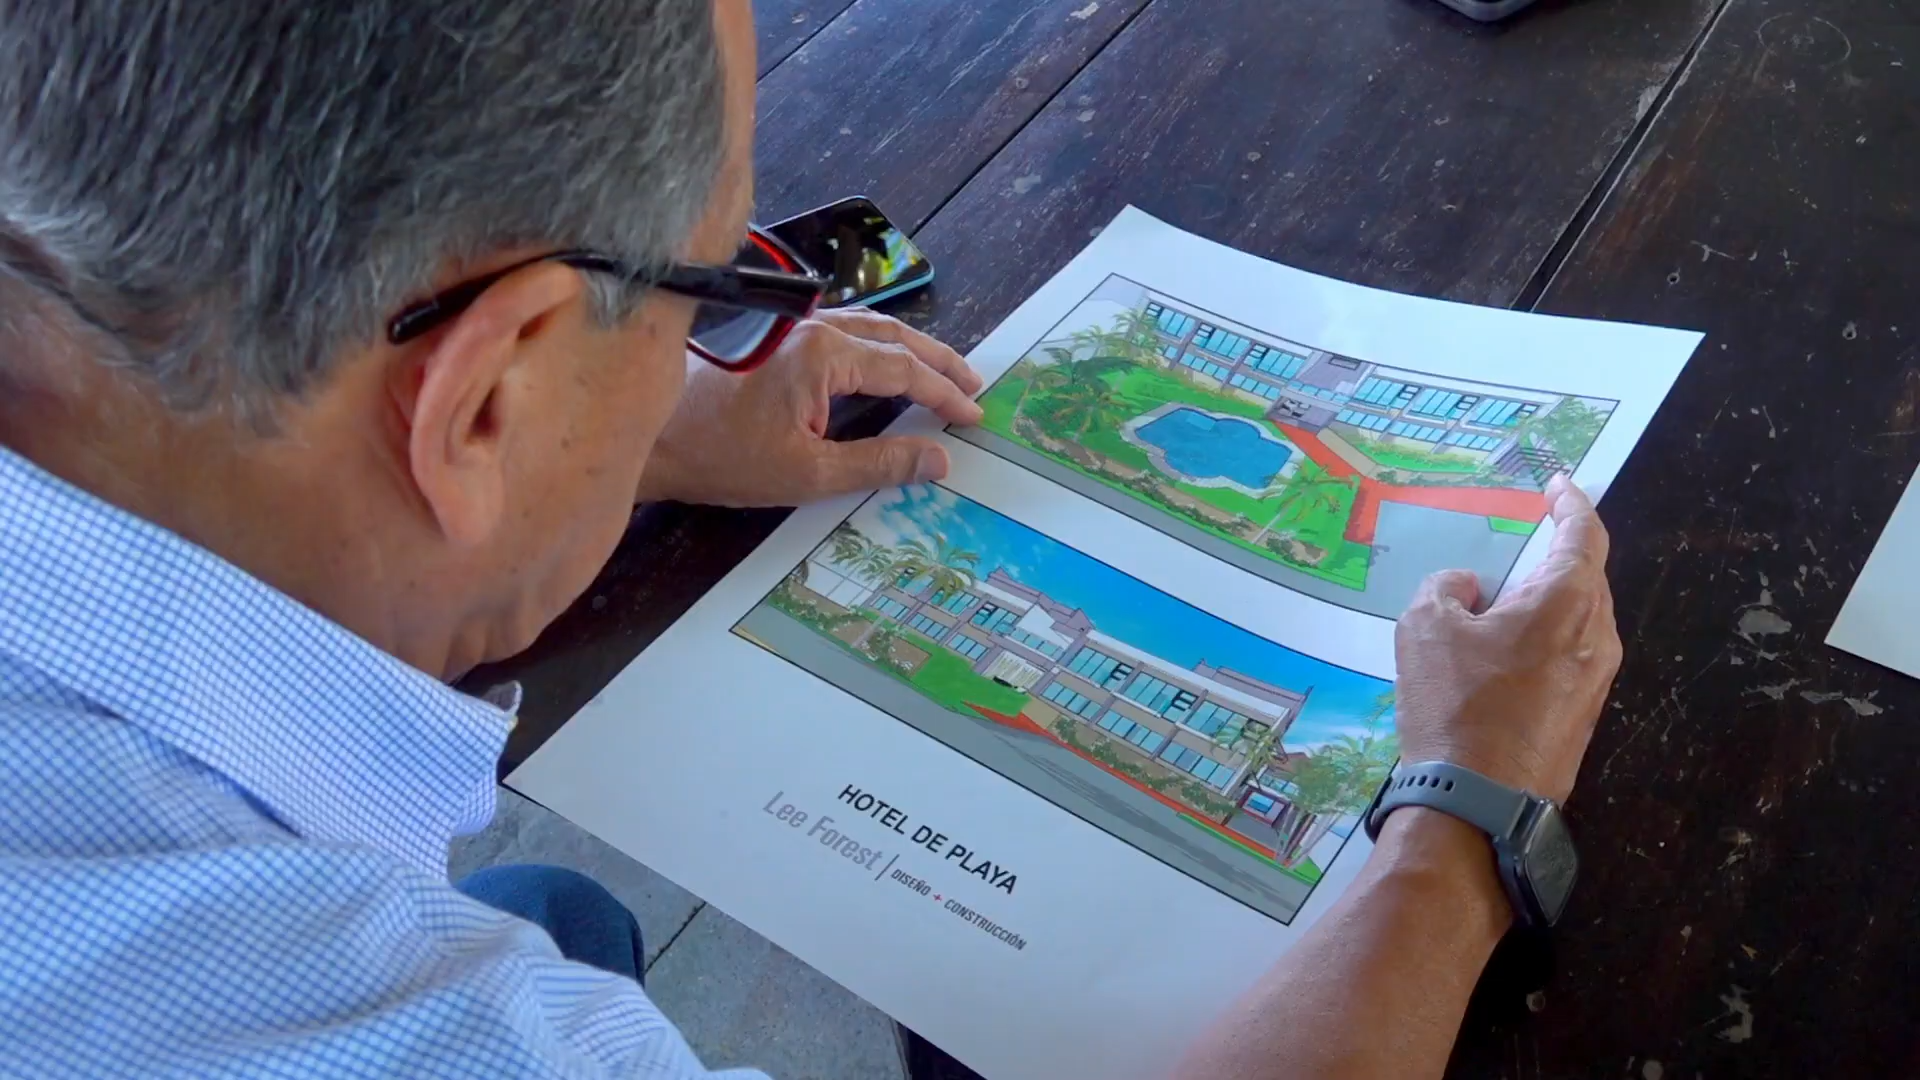 HOTEL DE PLAYA
Lee Forest | DISEÑO + CONSTRUCCIÓN